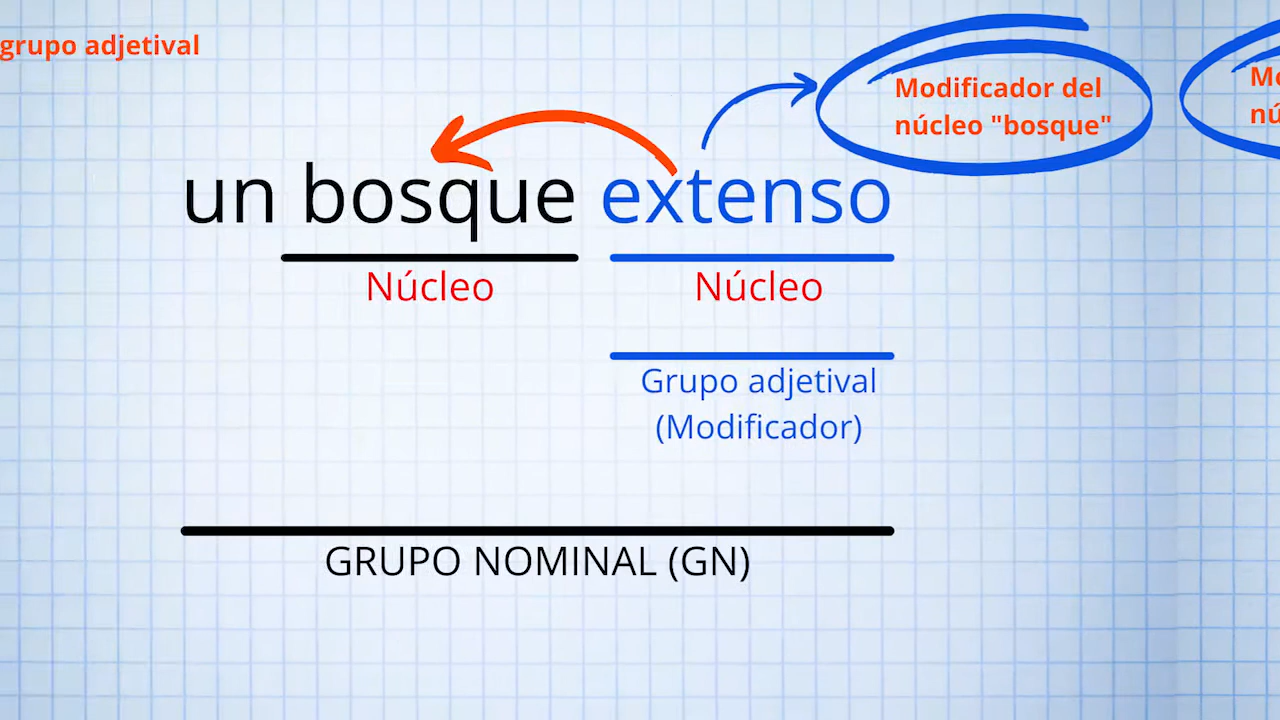 grupo adjetival
Modificador del
núcleo "bosque"
un bosque extenso
Núcleo
Núcleo
Grupo adjetival
(Modificador)
GRUPO NOMINAL (GN)